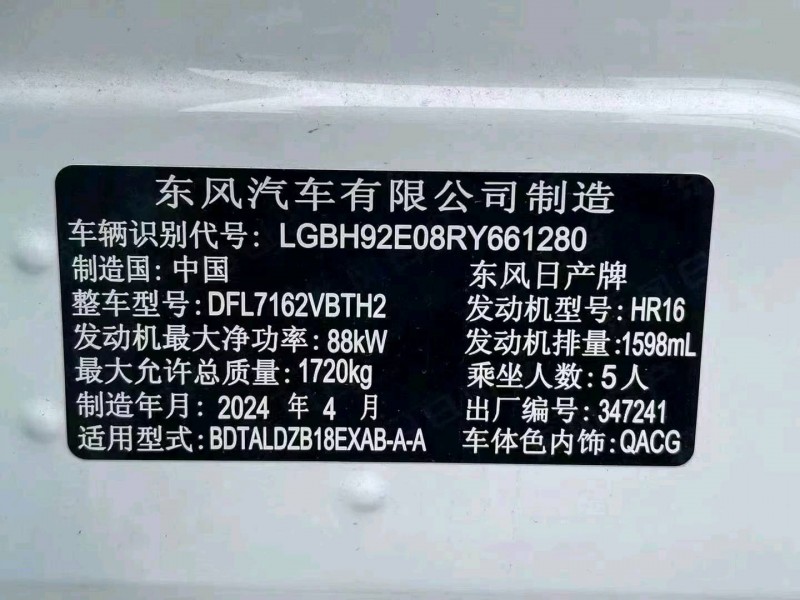 东风汽车有限公司制造
车辆识别代号: LGBH92E08RY661280
制造国: 中国 东风日产牌
整车型号: DFL7162VBTH2 发动机型号: HR16
发动机最大净功率: 88kW 发动机排量: 1598mL
最大允许总质量: 1720kg 乘坐人数: 5人
制造年月: 2024 年 4 月 出厂编号: 347241
适用型式: BDTALDZB18EXAB-A-A 车体色内饰: QACG